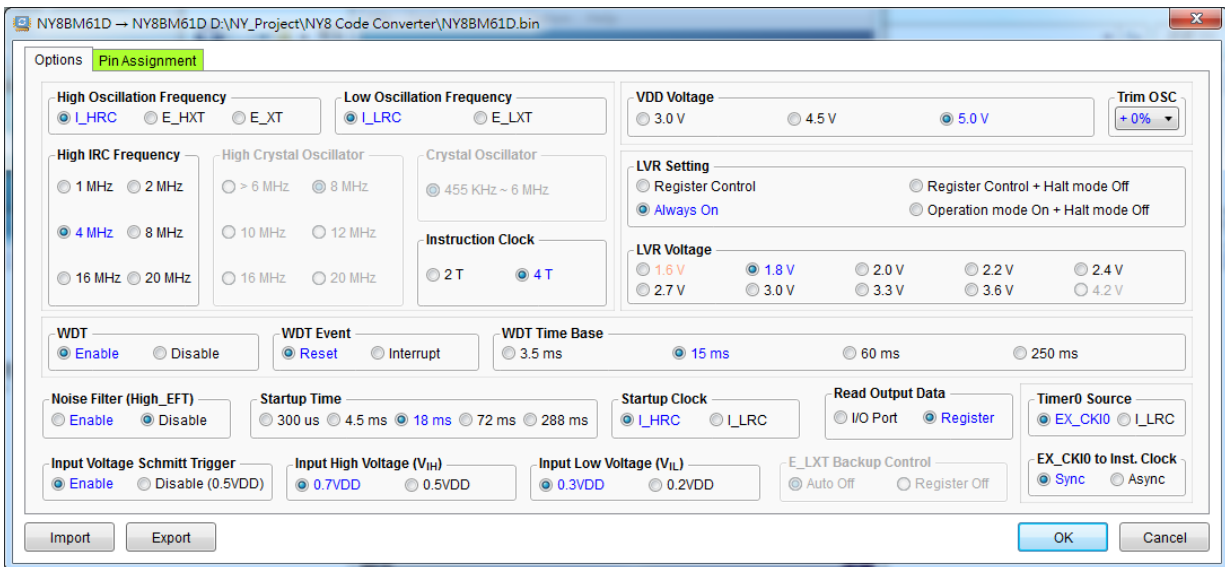 NY8BM61D → NY8BM61D D:\NY_Project\NY8 Code Converter\NY8BM61D.bin
Options Pin Assignment
High Oscillation Frequency
I_HRC E_HXT E_XT
Low Oscillation Frequency
I_LRC E_LXT
VDD Voltage
3.0 V 4.5 V 5.0 V
Trim OSC
+ 0%
High IRC Frequency
1 MHz 2 MHz
4 MHz 8 MHz
16 MHz 20 MHz
High Crystal Oscillator
> 6 MHz 8 MHz
10 MHz 12 MHz
16 MHz 20 MHz
Crystal Oscillator
455 KHz ~ 6 MHz
Instruction Clock
2 T 4 T
LVR Setting
Register Control Register Control + Halt mode Off
Always On Operation mode On + Halt mode Off
LVR Voltage
1.6 V 1.8 V 2.0 V 2.2 V 2.4 V
2.7 V 3.0 V 3.3 V 3.6 V 4.2 V
WDT
Enable Disable
WDT Event
Reset Interrupt
WDT Time Base
3.5 ms 15 ms 60 ms 250 ms
Noise Filter (High_EFT)
Enable Disable
Startup Time
300 us 4.5 ms 18 ms 72 ms 288 ms
Startup Clock
I_HRC I_LRC
Read Output Data
I/O Port Register
Timer0 Source
EX_CKI0 I_LRC
Input Voltage Schmitt Trigger
Enable Disable (0.5VDD)
Input High Voltage (VIH)
0.7VDD 0.5VDD
Input Low Voltage (VIL)
0.3VDD 0.2VDD
E_LXT Backup Control
Auto Off Register Off
EX_CKI0 to Inst. Clock
Sync Async
Import Export OK Cancel